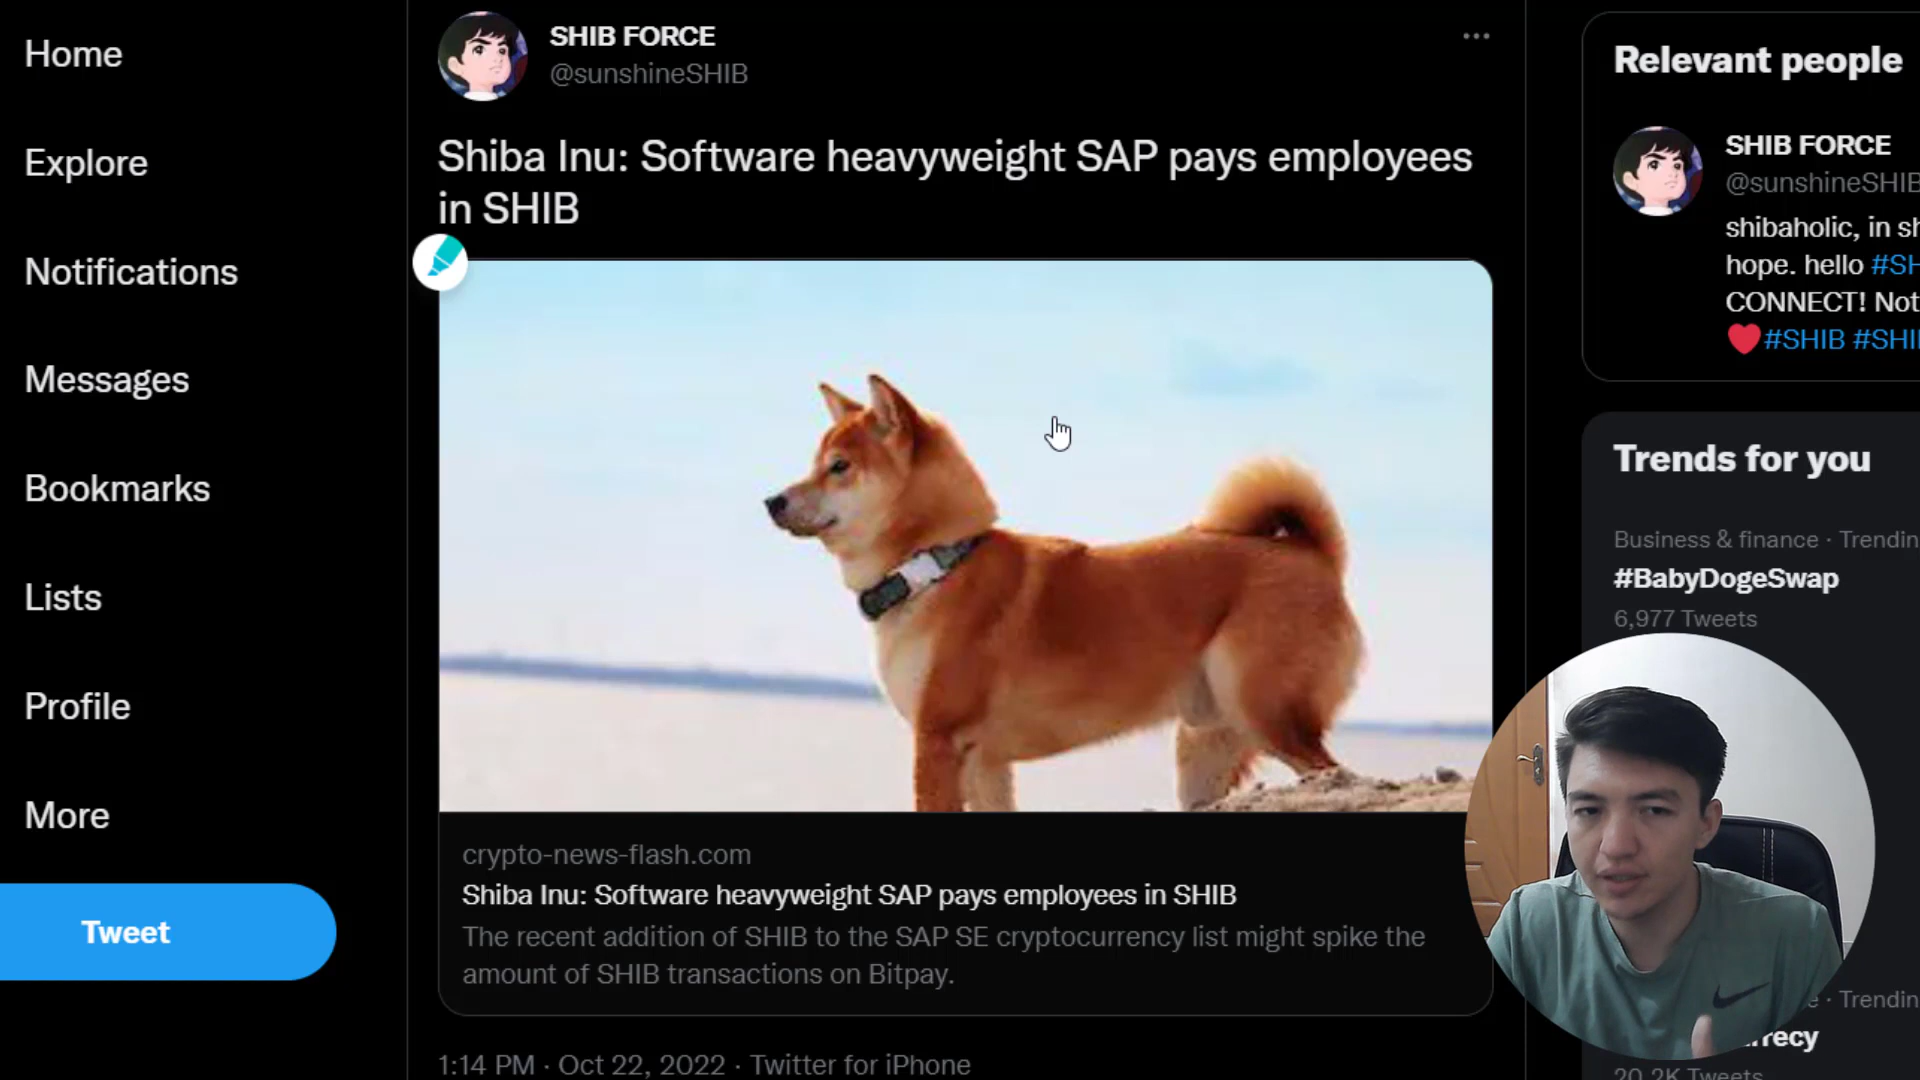 Home
Explore
Notifications
Messages
Bookmarks
Lists
Profile
More
Tweet
SHIB FORCE
@sunshineSHIB
Shiba Inu: Software heavyweight SAP pays employees
in SHIB
crypto-news-flash.com
Shiba Inu: Software heavyweight SAP pays employees in SHIB
The recent addition of SHIB to the SAP SE cryptocurrency list might spike the
amount of SHIB transactions on Bitpay.
1:14 PM · Oct 22, 2022 · Twitter for iPhone
Relevant people
SHIB FORCE
@sunshineSHIB
shibaholic, in
hope. hello
CONNECT!
#SHIB
Trends for you
Business & finance ·
#BabyDogeSwap
6,977 Tweets
20.2K Tweets